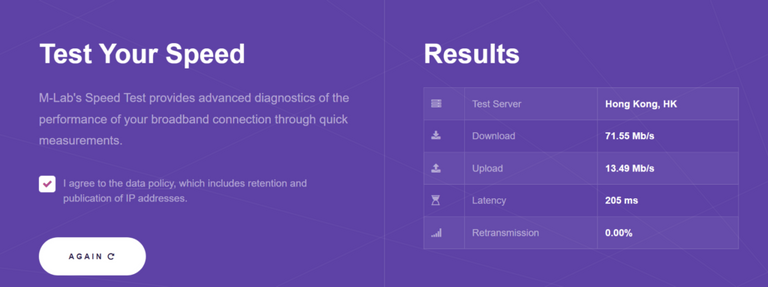 Test Your Speed
M-Lab's Speed Test provides advanced diagnostics of the
performance of your broadband connection through quick
measurements.
I agree to the data policy, which includes retention and
publication of IP addresses.
AGAIN
Results
Test Server Hong Kong, HK
Download 71.55 Mb/s
Upload 13.49 Mb/s
Latency 205 ms
Retransmission 0.00%